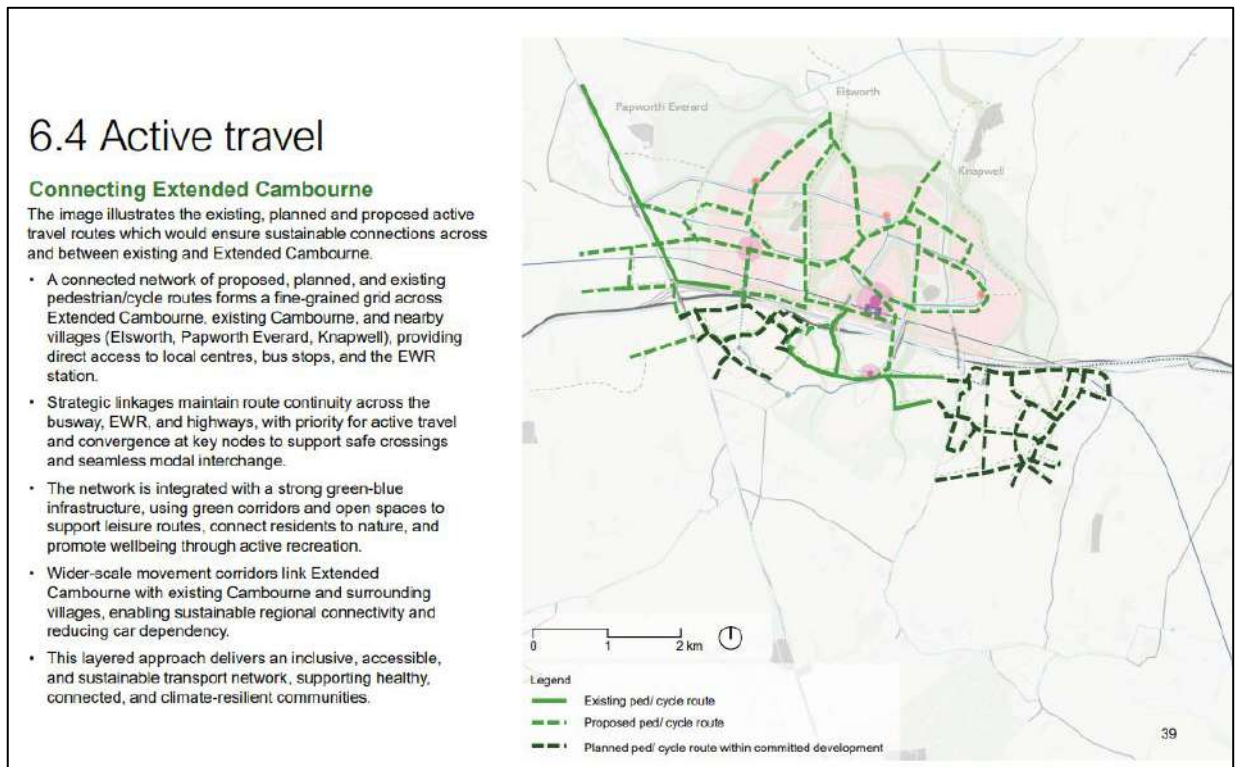 6.4 Active travel
Connecting Extended Cambourne
The image illustrates the existing, planned and proposed active
travel routes which would ensure sustainable connections across
and between existing and Extended Cambourne.
• A connected network of proposed, planned, and existing
pedestrian/cycle routes forms a fine-grained grid across
Extended Cambourne, existing Cambourne, and nearby
villages (Elsworth, Papworth Everard, Knapwell), providing
direct access to local centres, bus stops, and the EWR
station.
• Strategic linkages maintain route continuity across the
busway, EWR, and highways, with priority for active travel
and convergence at key nodes to support safe crossings
and seamless modal interchange.
• The network is integrated with a strong green-blue
infrastructure, using green corridors and open spaces to
support leisure routes, connect residents to nature, and
promote wellbeing through active recreation.
• Wider-scale movement corridors link Extended
Cambourne with existing Cambourne and surrounding
villages, enabling sustainable regional connectivity and
reducing car dependency.
• This layered approach delivers an inclusive, accessible,
and sustainable transport network, supporting healthy,
connected, and climate-resilient communities.
Elsworth
Papworth Everard
Knapwell
0 1 2 km
Legend
Existing ped/ cycle route
Proposed ped/ cycle route
Planned ped/ cycle route within committed development
39